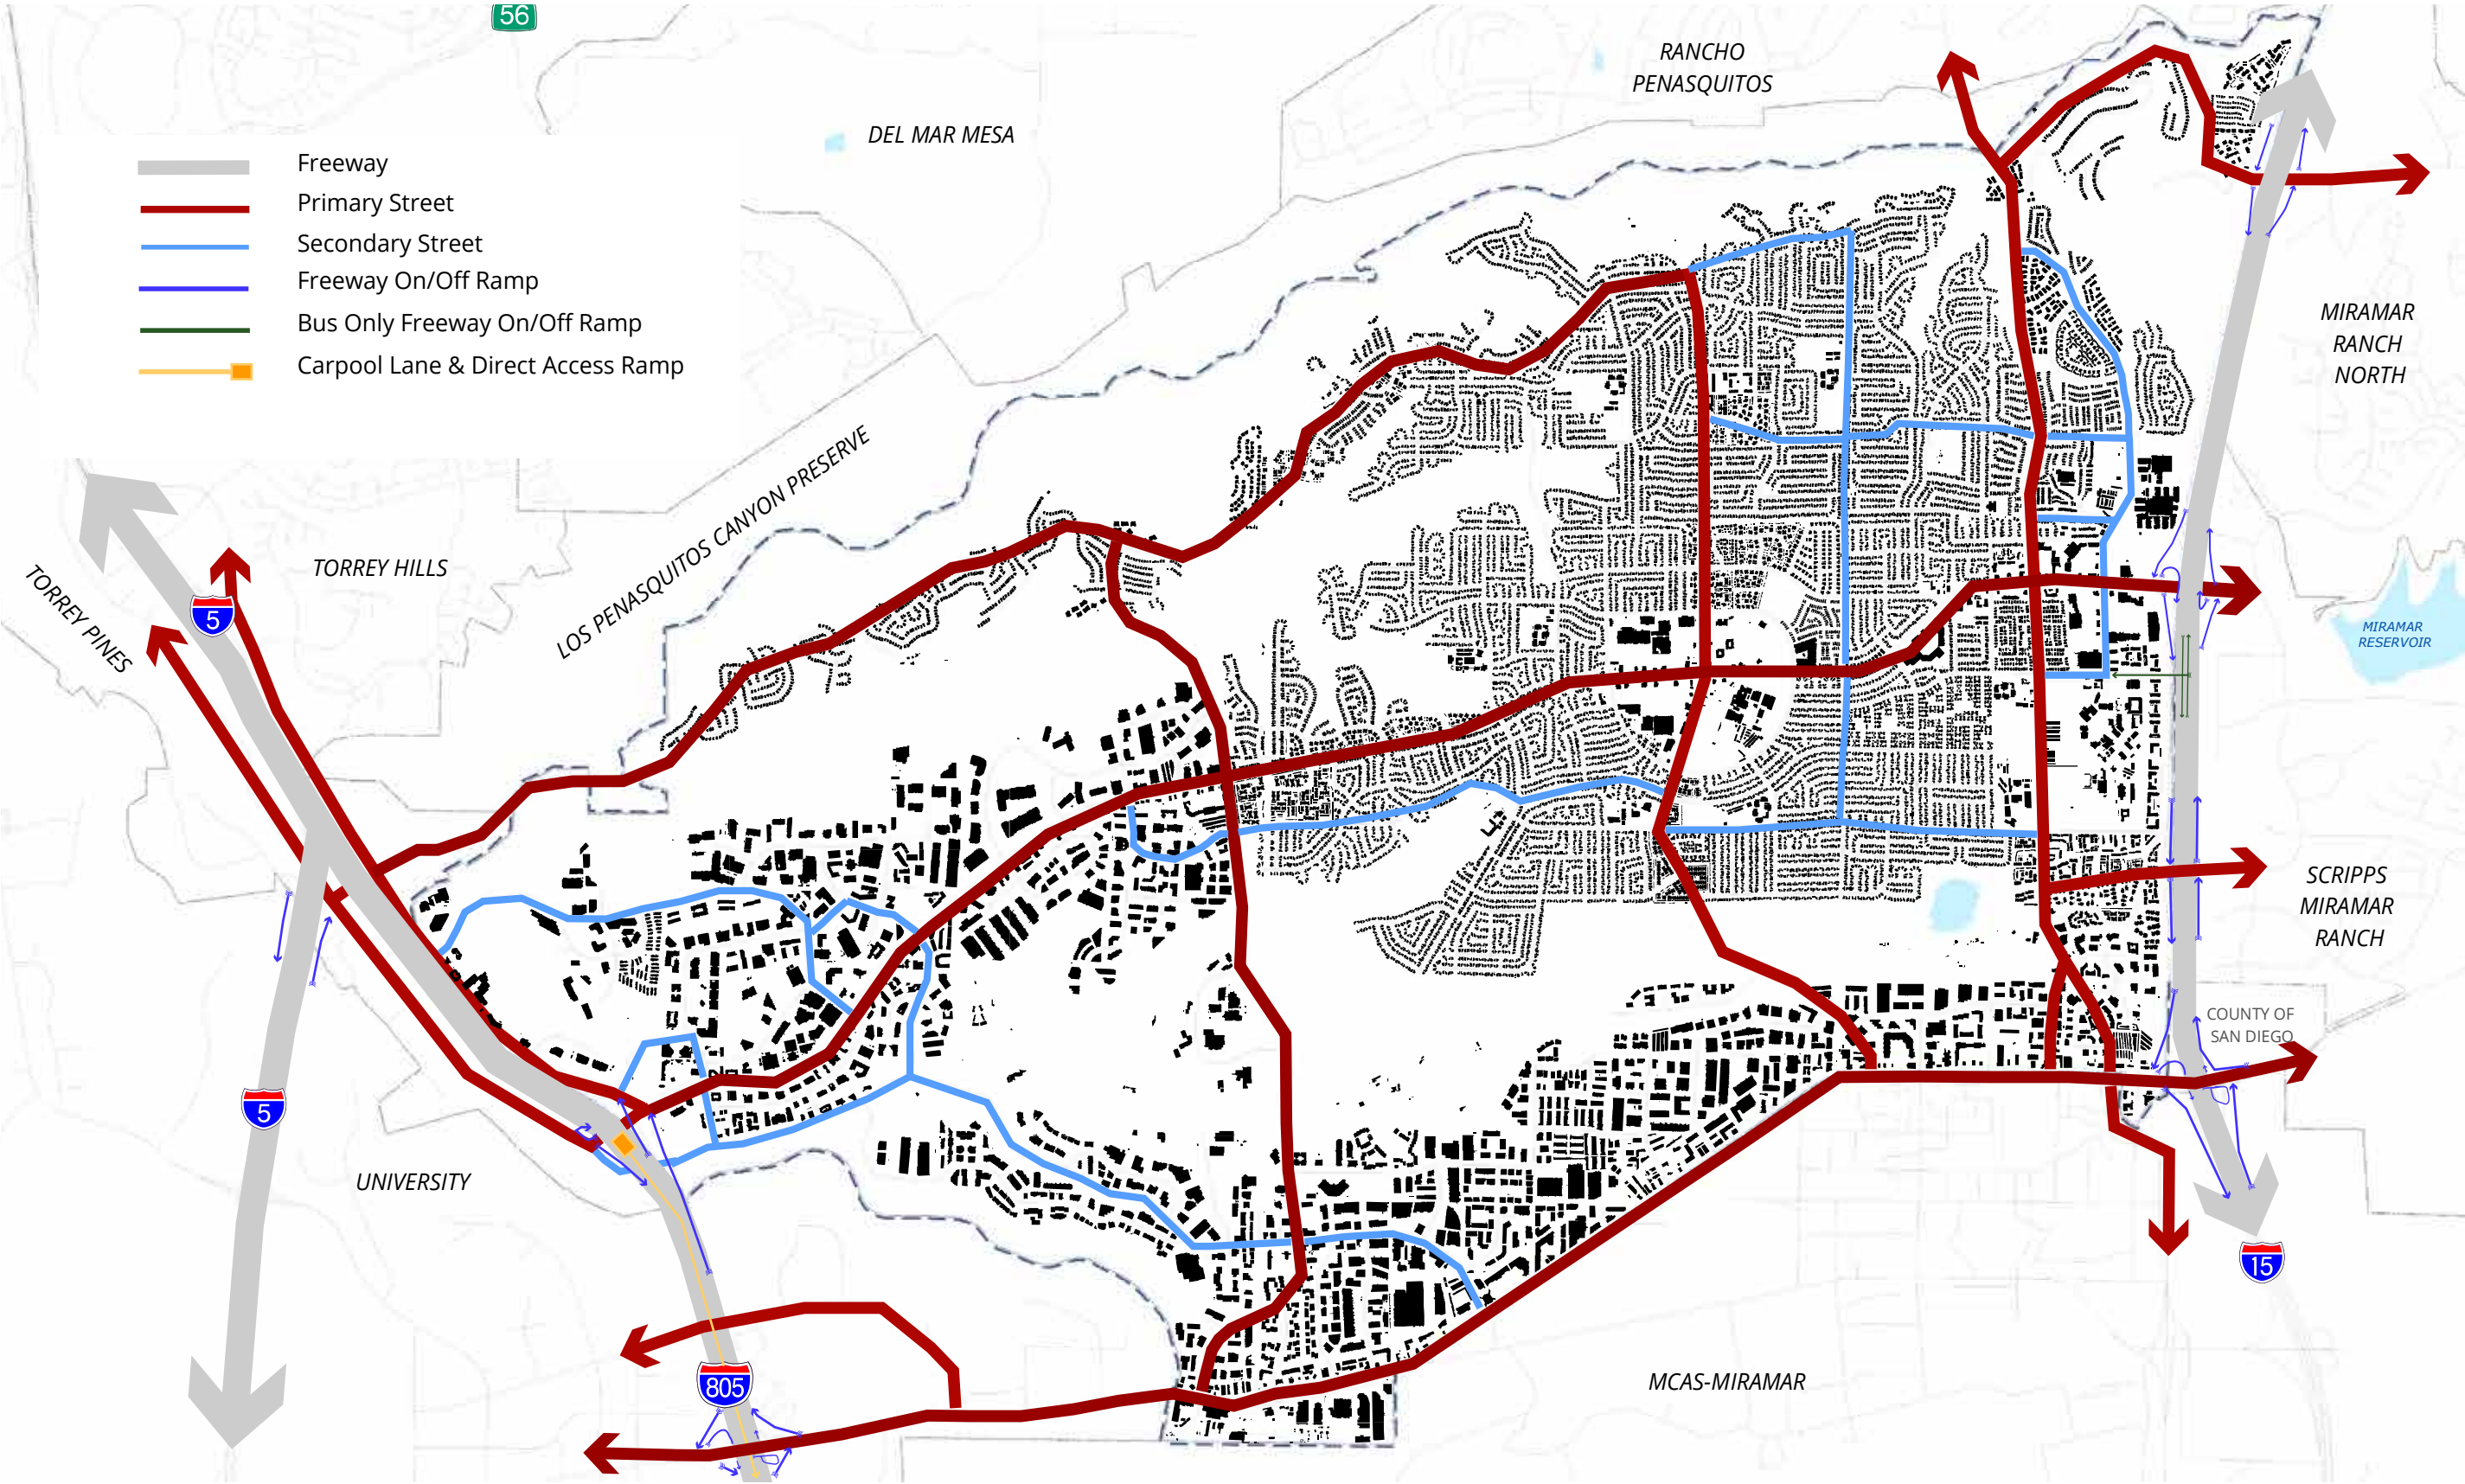 56
RANCHO
PENASQUITOS
DEL MAR MESA
Freeway
Primary Street
Secondary Street
Freeway On/Off Ramp
Bus Only Freeway On/Off Ramp
Carpool Lane & Direct Access Ramp
MIRAMAR
RANCH
NORTH
LOS PENASQUITOS CANYON PRESERVE
TORREY HILLS
TORREY PINES
5
MIRAMAR
RESERVOIR
SCRIPPS
MIRAMAR
RANCH
COUNTY OF
SAN DIEGO
5
UNIVERSITY
15
805
MCAS-MIRAMAR